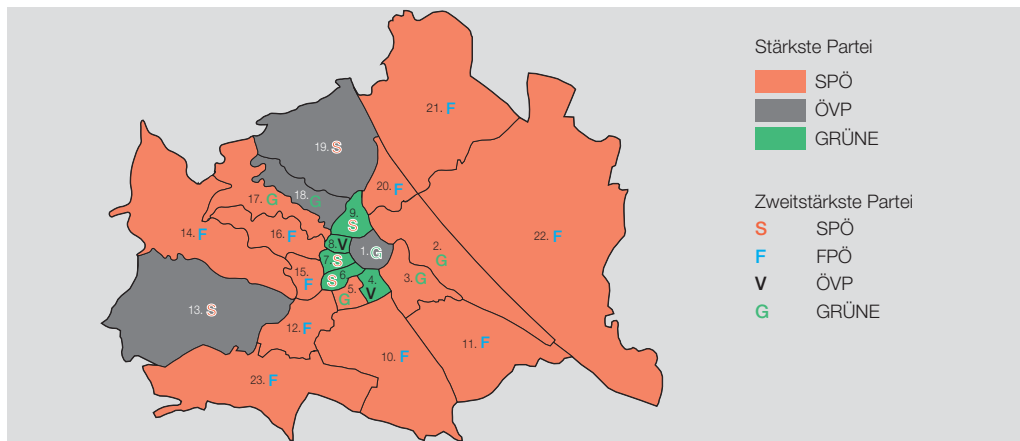 Stärkste Partei
SPÖ
ÖVP
GRÜNE
Zweitstärkste Partei
S SPÖ
F FPÖ
V ÖVP
G GRÜNE
21. F
19. S
20. F
18. G
17. G
9. S
14. F
16. F
8. V
1. G
2. G
22. F
7. S
15. F
6. S
4. V
3. G
5. G
13. S
12. F
11. F
10. F
23. F